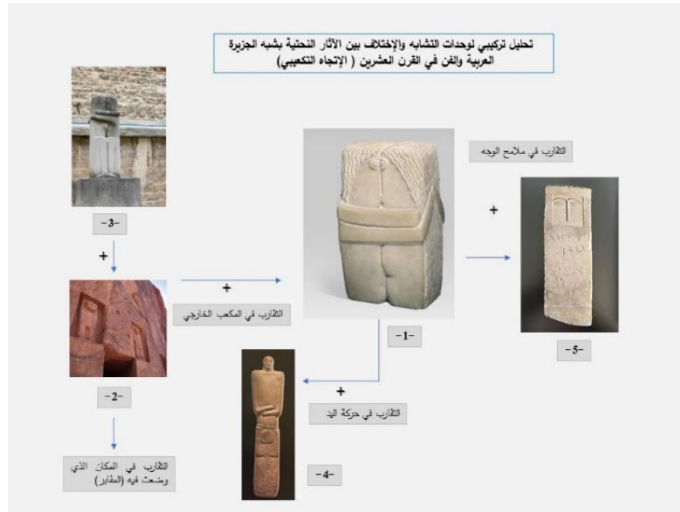 تحليل تركيبي لوحدات التشابه والإختلاف بين الأثار النحتية بشبه الجزيرة
العربية والفن في القرن العشرين ( الإتجاه التكعيبي)
التقارب في ملامح الوجه
+
-3-
+
+
التقارب في المكعب الخارجي
-1-
-5-
-2-
+
التقارب في حركة اليد
التقارب في المكان الذي
وضعت فيه (المقابر)
-4-